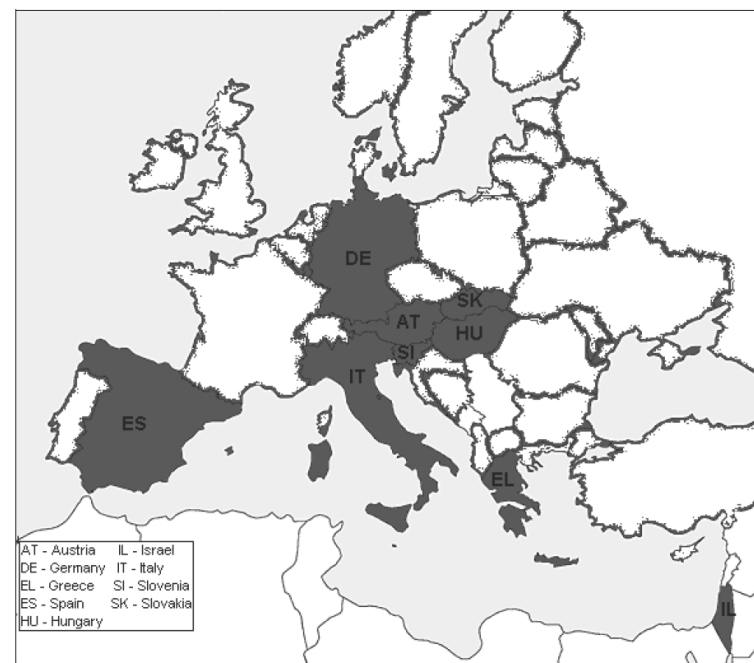 DE
SK
AT
HU
SI
IT
ES
EL
IL
AT - Austria IL - Israel
DE - Germany IT - Italy
EL - Greece SI - Slovenia
ES - Spain SK - Slovakia
HU - Hungary